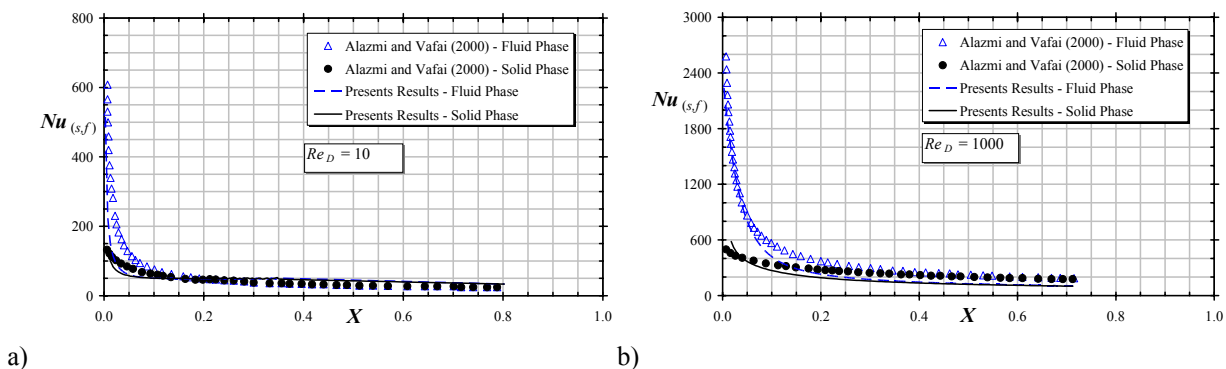 800
600
400
200
0
Nu (s,f)
Alazmi and Vafai (2000) - Fluid Phase
Alazmi and Vafai (2000) - Solid Phase
Presents Results - Fluid Phase
Presents Results - Solid Phase
Re D = 10
0.0 0.2 0.4 0.6 0.8 1.0
X
a)
3000
2400
1800
1200
600
0
Nu (s,f)
Alazmi and Vafai (2000) - Fluid Phase
Alazmi and Vafai (2000) - Solid Phase
Presents Results - Fluid Phase
Presents Results - Solid Phase
Re D = 1000
0.0 0.2 0.4 0.6 0.8 1.0
X
b)